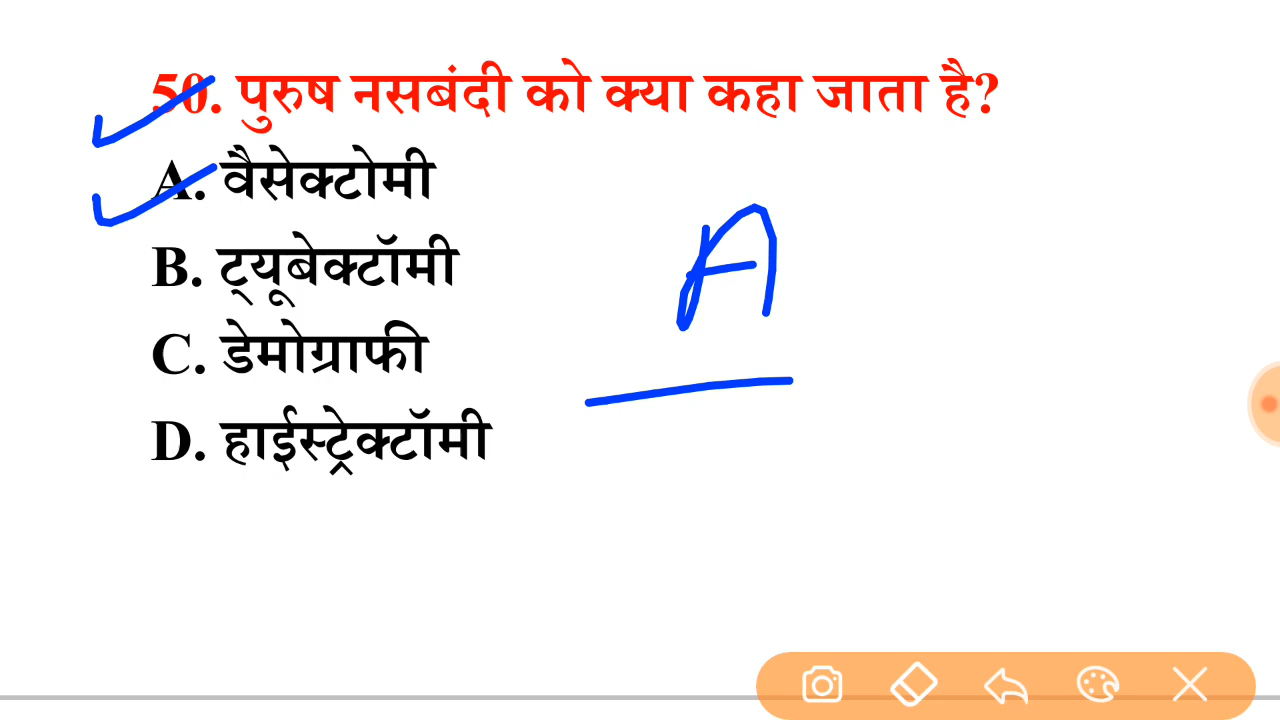 50. पुरुष नसबंदी को क्या कहा जाता है?
A. वैसेक्टोमी
A
B. ट्यूबेक्टॉमी
C. डेमोग्राफी
D. हाईस्ट्रेक्टॉमी